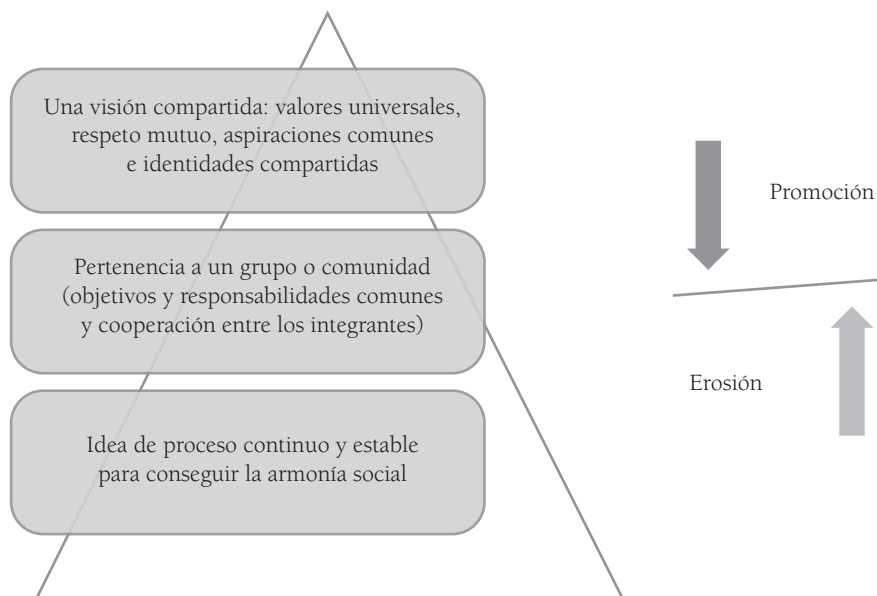 Una visión compartida: valores universales,
respeto mutuo, aspiraciones comunes
e identidades compartidas
Pertenencia a un grupo o comunidad
(objetivos y responsabilidades comunes
y cooperación entre los integrantes)
Idea de proceso continuo y estable
para conseguir la armonía social
Promoción
Erosión